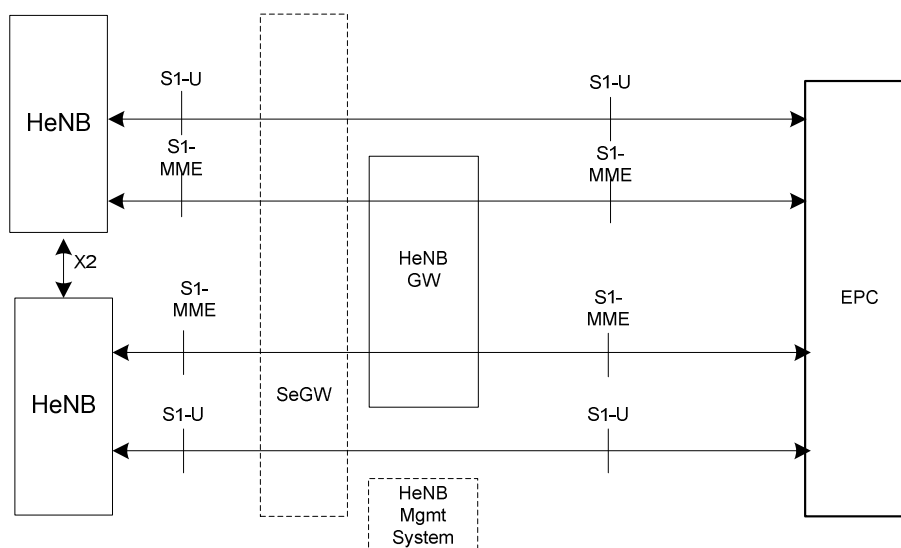 S1-U
S1-U
HeNB
S1-
MME
S1-
MME
X2
HeNB
GW
S1-
MME
S1-
MME
EPC
HeNB
SeGW
S1-U
S1-U
HeNB
Mgmt
System